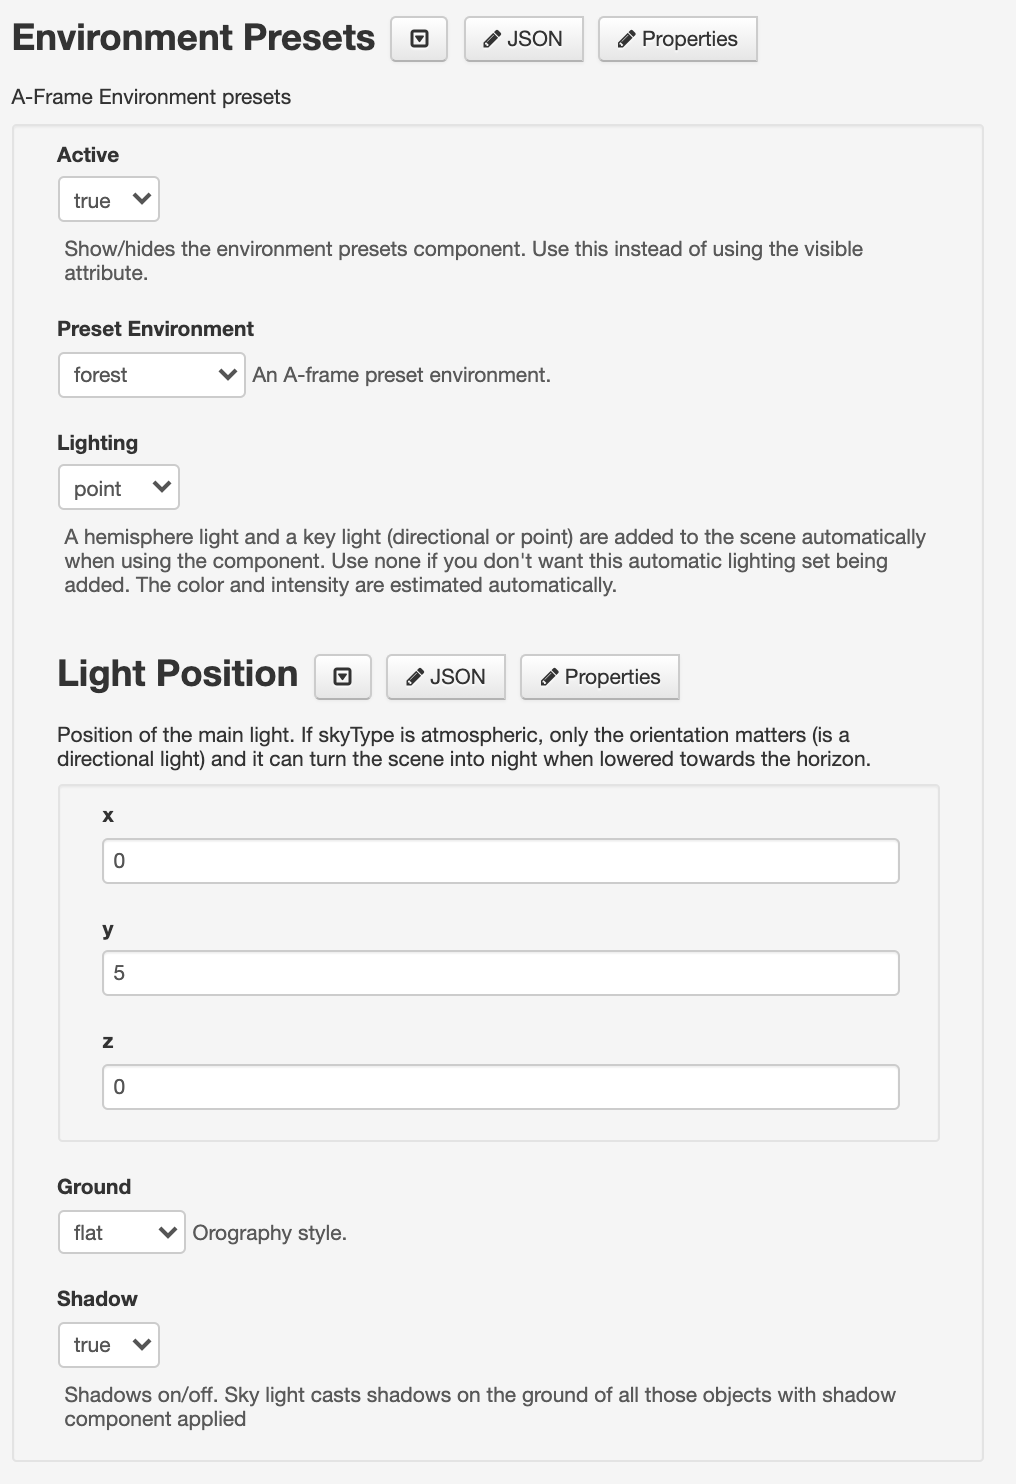 Environment Presets JSON Properties
A-Frame Environment presets
Active
true
Show/hides the environment presets component. Use this instead of using the visible
attribute.
Preset Environment
forest An A-frame preset environment.
Lighting
point
A hemisphere light and a key light (directional or point) are added to the scene automatically
when using the component. Use none if you don't want this automatic lighting set being
added. The color and intensity are estimated automatically.
Light Position JSON Properties
Position of the main light. If skyType is atmospheric, only the orientation matters (is a
directional light) and it can turn the scene into night when lowered towards the horizon.
x
0
y
5
z
0
Ground
flat Orography style.
Shadow
true
Shadows on/off. Sky light casts shadows on the ground of all those objects with shadow
component applied